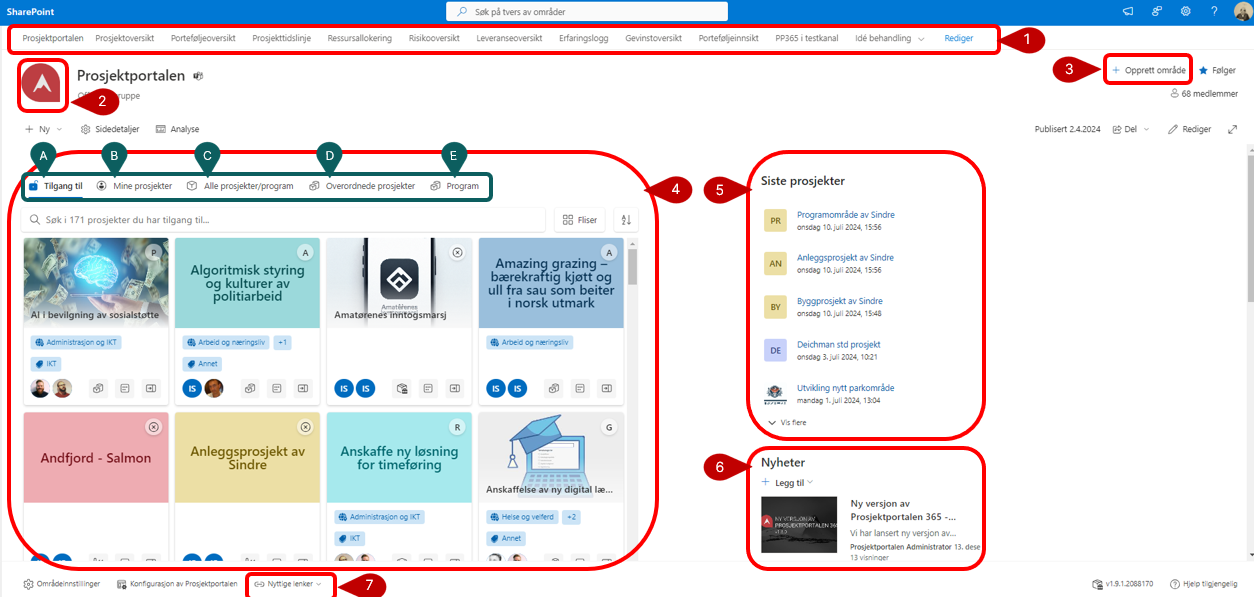 SharePoint
Søk på tvers av områder
Prosjektportalen Prosjektoversikt Porteføljeoversikt Prosjekttidslinje Ressursallokering Risikooversikt Leveranseoversikt Erfaringslogg Gevinstoversikt Porteføljeinnsikt PP365 i testkanal Idé behandling Rediger
1
Prosjektportalen
2
3
+ Opprett område
Følger
68 medlemmer
+ Ny Sidedetaljer Analyse
Publisert 2.4.2024 Del Rediger
A B C D E
Tilgang til Mine prosjekter Alle prosjekter/program Overordnede prosjekter Program
4
5
Søk i 171 prosjekter du har tilgang til...
Fliser
P
AI i bevilgning av sosialstøtte
Administrasjon og IKT
IKT
A
Algoritmisk styring
og kulturer av
politiarbeid
Arbeid og næringsliv +1
Annet
IS
Amatørenes inntogsmarsj
IS IS
A
Amazing grazing –
bærekraftig kjøtt og
ull fra sau som beiter
i norsk utmark
Arbeid og næringsliv
IS IS
Andfjord - Salmon
Anleggsprosjekt av
Sindre
R
Anskaffe ny løsning
for timeføring
Administrasjon og IKT
IKT
G
Anskaffelse av ny digital læ...
Helse og velferd +2
Annet
Siste prosjekter
PR
Programområde av Sindre
onsdag 10. juli 2024, 15:56
AN
Anleggsprosjekt av Sindre
onsdag 10. juli 2024, 15:56
BY
Byggprosjekt av Sindre
onsdag 10. juli 2024, 15:48
DE
Deichman std prosjekt
onsdag 3. juli 2024, 10:21
Utvikling nytt parkområde
mandag 1. juli 2024, 13:04
Vis flere
6
Nyheter
+ Legg til
NY VERSJON AV
PROSJEKTPORTALEN 365
Ny versjon av
Prosjektportalen 365 -...
Vi har lansert ny versjon av...
Prosjektportalen Administrator 13. dese
13 visninger
Områdeinnstillinger Konfigurasjon av Prosjektportalen Nyttige lenker
7
v1.9.1.2088170 Hjelp tilgjengelig